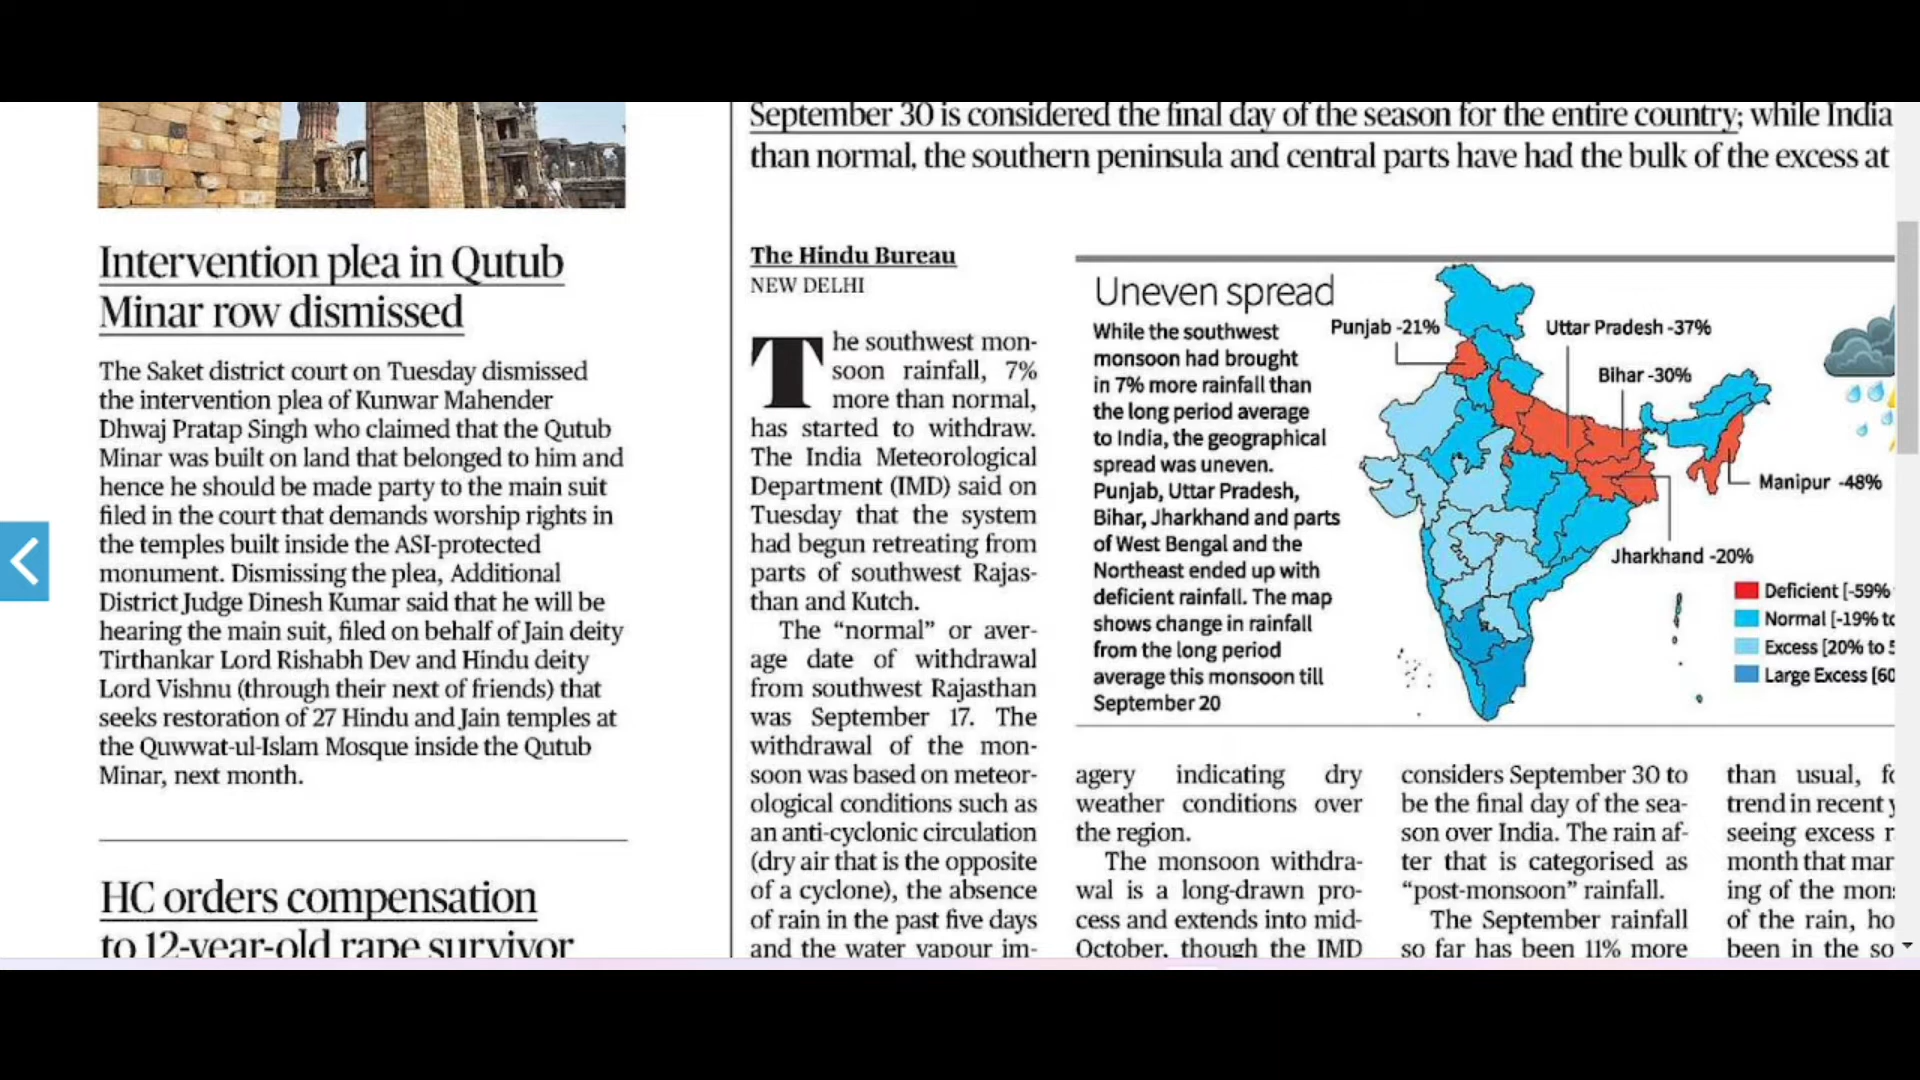 Intervention plea in Qutub
Minar row dismissed
The Saket district court on Tuesday dismissed
the intervention plea of Kunwar Mahender
Dhwaj Pratap Singh who claimed that the Qutub
Minar was built on land that belonged to him and
hence he should be made party to the main suit
filed in the court that demands worship rights in
the temples built inside the ASI-protected
monument. Dismissing the plea, Additional
District Judge Dinesh Kumar said that he will be
hearing the main suit, filed on behalf of Jain deity
Tirthankar Lord Rishabh Dev and Hindu deity
Lord Vishnu (through their next of friends) that
seeks restoration of 27 Hindu and Jain temples at
the Quwwat-ul-Islam Mosque inside the Qutub
Minar, next month.
HC orders compensation
to 12-year-old rape survivor
September 30 is considered the final day of the season for the entire country; while India
than normal, the southern peninsula and central parts have had the bulk of the excess at
The Hindu Bureau
NEW DELHI
The southwest mon-
soon rainfall, 7%
more than normal,
has started to withdraw.
The India Meteorological
Department (IMD) said on
Tuesday that the system
had begun retreating from
parts of southwest Rajas-
than and Kutch.
The “normal” or aver-
age date of withdrawal
from southwest Rajasthan
was September 17. The
withdrawal of the mon-
soon was based on meteor-
ological conditions such as
an anti-cyclonic circulation
(dry air that is the opposite
of a cyclone), the absence
of rain in the past five days
and the water vapour im-
Uneven spread
While the southwest
monsoon had brought
in 7% more rainfall than
the long period average
to India, the geographical
spread was uneven.
Punjab, Uttar Pradesh,
Bihar, Jharkhand and parts
of West Bengal and the
Northeast ended up with
deficient rainfall. The map
shows change in rainfall
from the long period
average this monsoon till
September 20
Punjab -21%
Uttar Pradesh -37%
Bihar -30%
Manipur -48%
Jharkhand -20%
Deficient [-59%
Normal [-19% to
Excess [20% to 5
Large Excess [60
agery indicating dry
weather conditions over
the region.
The monsoon withdra-
wal is a long-drawn pro-
cess and extends into mid-
October, though the IMD
considers September 30 to
be the final day of the sea-
son over India. The rain af-
ter that is categorised as
“post-monsoon” rainfall.
The September rainfall
so far has been 11% more
than usual, fo
trend in recent y
seeing excess r
month that mar
ing of the mons
of the rain, ho
been in the so